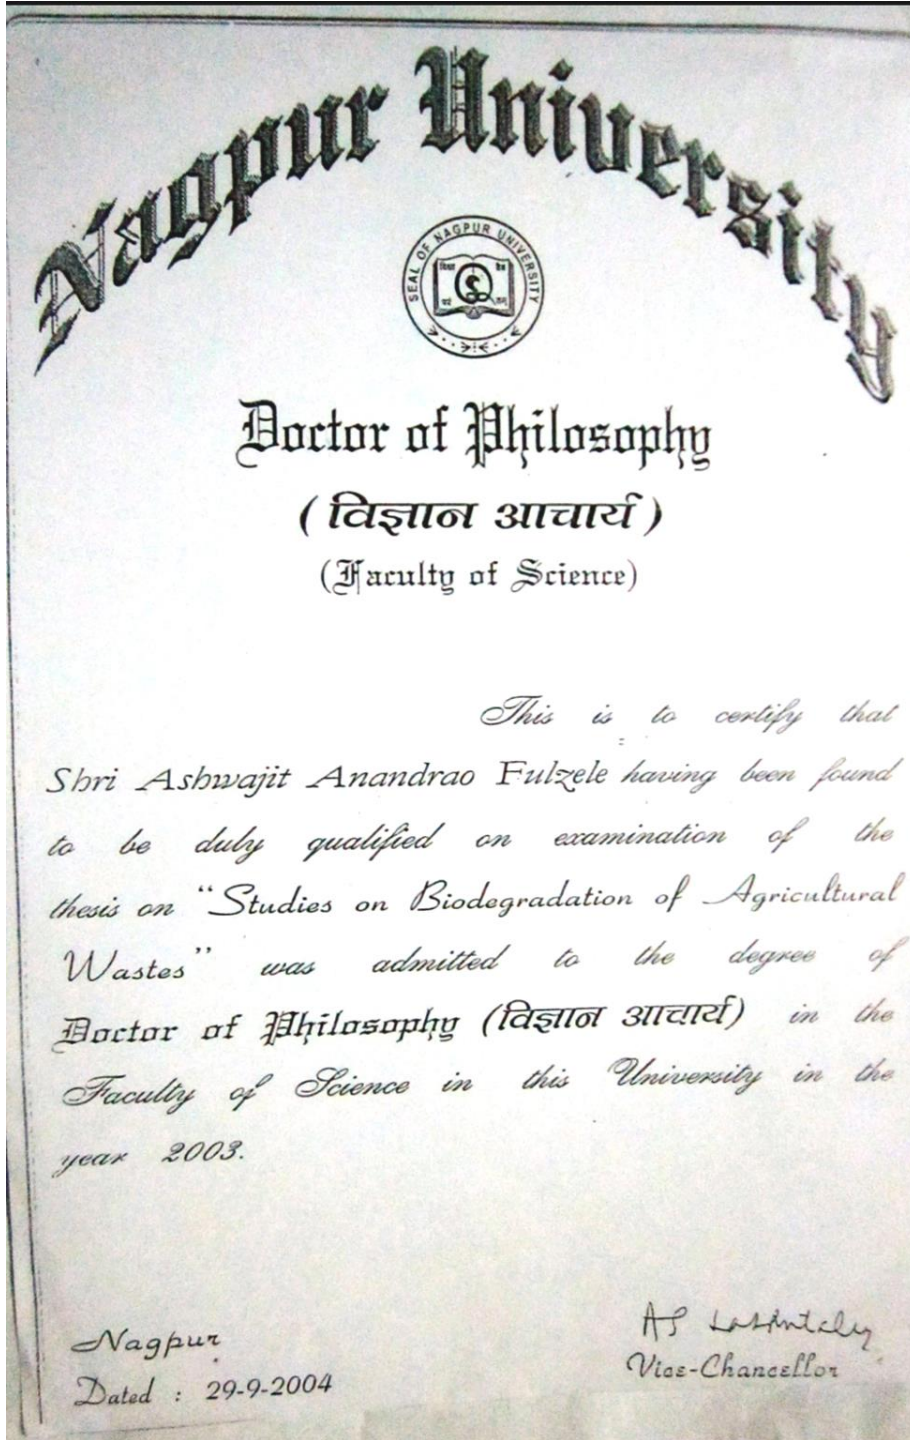 Nagpur University
SEAL OF NAGPUR UNIVERSITY
Doctor of Philosophy
( विज्ञान आचार्य )
(Faculty of Science)
This is to certify that
Shri Ashwajit Anandrao Fulzele having been found
to be duly qualified on examination of the
thesis on "Studies on Biodegradation of Agricultural
Wastes" was admitted to the degree of
Doctor of Philosophy (विज्ञान आचार्य) in the
Faculty of Science in this University in the
year 2003.
Nagpur
Dated : 29-9-2004
Vice-Chancellor